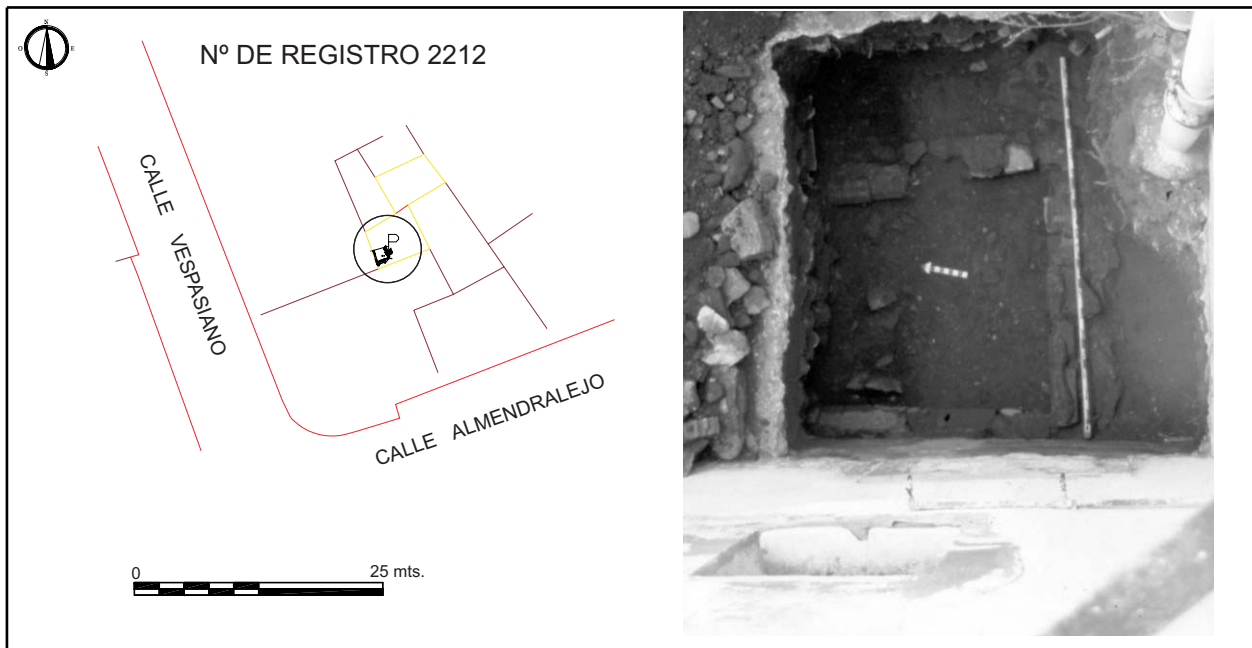 N
O E
S
Nº DE REGISTRO 2212
CALLE VESPASIANO
P
CALLE ALMENDRALEJO
0 25 mts.